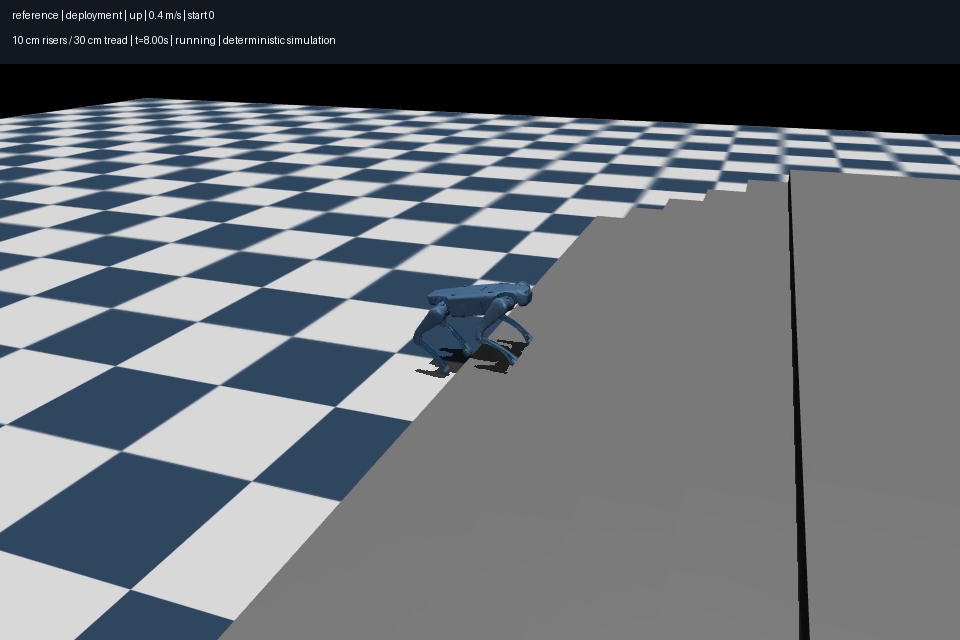 reference | deployment | up | 0.4 m/s | start 0
10 cm risers / 30 cm tread | t=8.00s | running | deterministic simulation